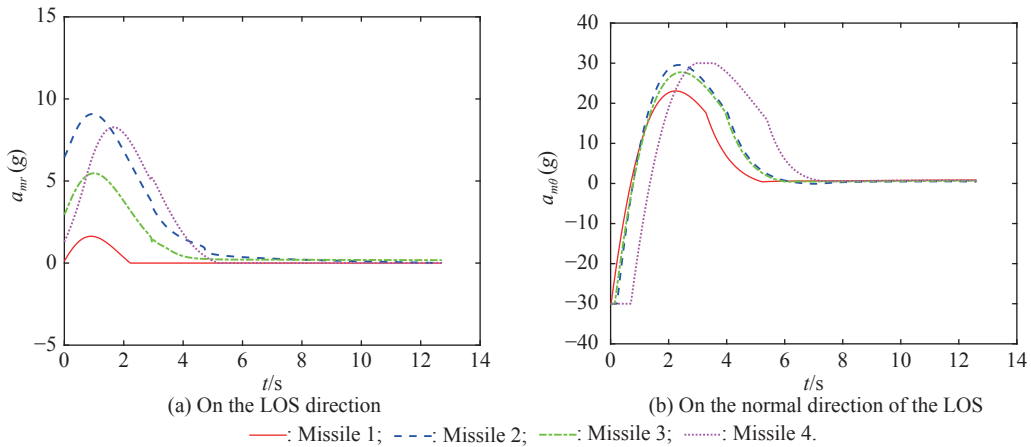 15
10
5
0
−5
a_mr (g)
0 2 4 6 8 10 12 14
t/s
(a) On the LOS direction
40
30
20
10
0
−10
−20
−30
−40
a_mθ (g)
0 2 4 6 8 10 12 14
t/s
(b) On the normal direction of the LOS
: Missile 1; : Missile 2; : Missile 3; : Missile 4.